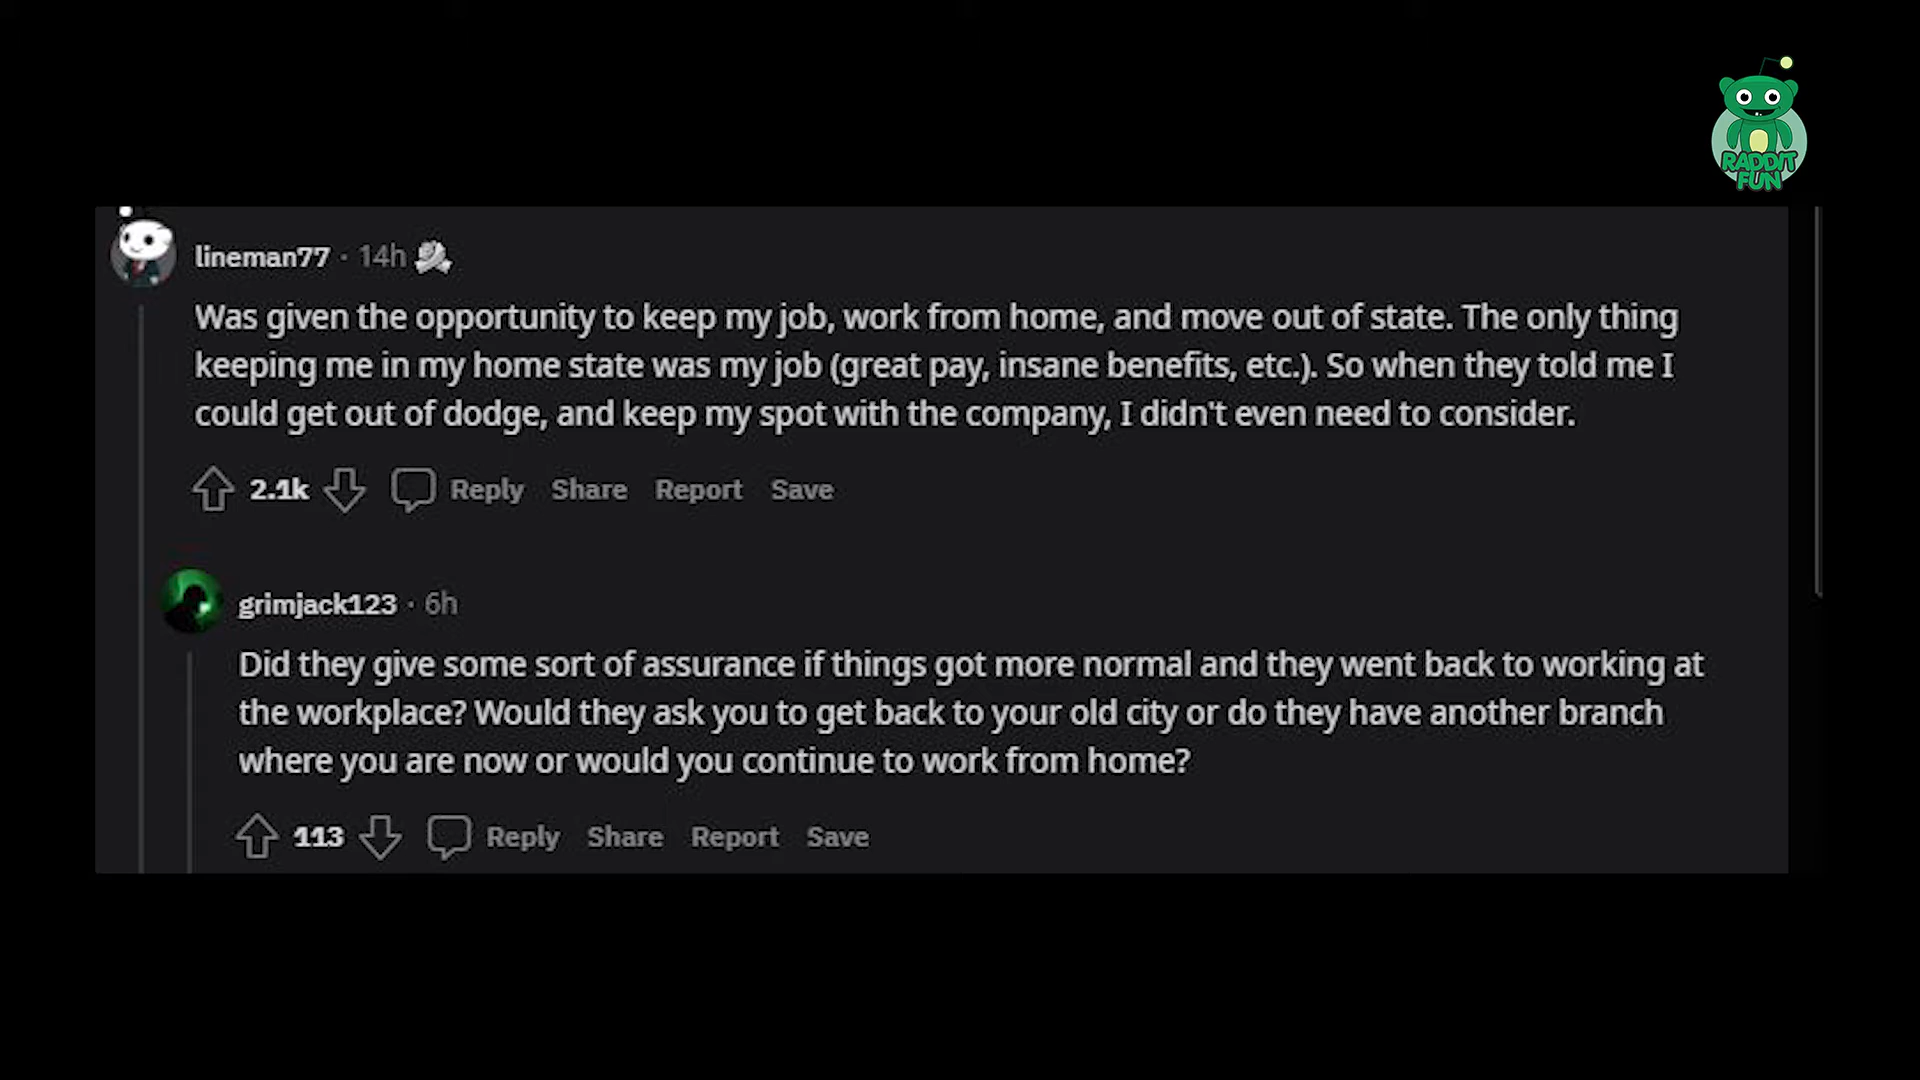 RADDIT
FUN
lineman77 · 14h
Was given the opportunity to keep my job, work from home, and move out of state. The only thing
keeping me in my home state was my job (great pay, insane benefits, etc.). So when they told me I
could get out of dodge, and keep my spot with the company, I didn't even need to consider.
2.1k Reply Share Report Save
grimjack123 · 6h
Did they give some sort of assurance if things got more normal and they went back to working at
the workplace? Would they ask you to get back to your old city or do they have another branch
where you are now or would you continue to work from home?
113 Reply Share Report Save